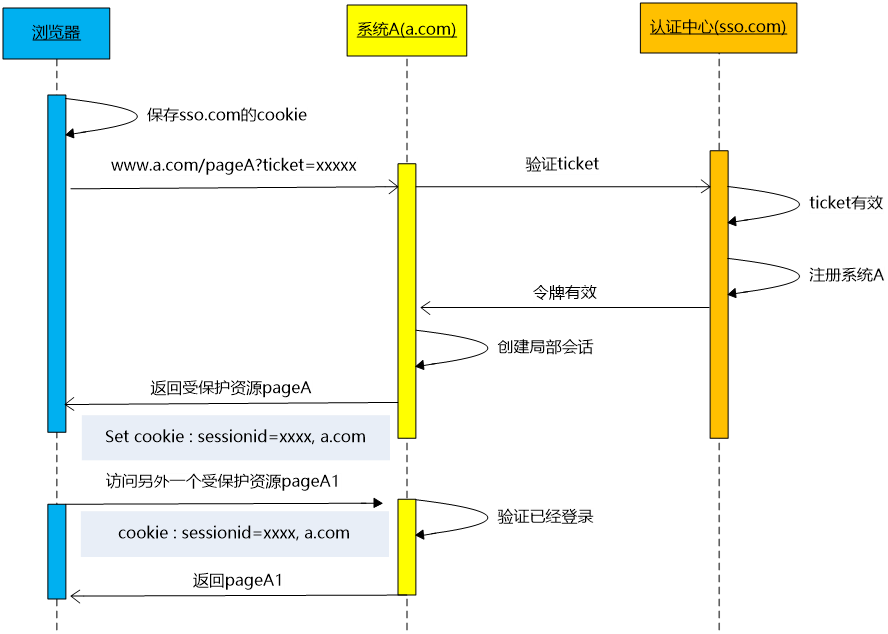 浏览器
系统A(a.com)
认证中心(sso.com)
保存sso.com的cookie
www.a.com/pageA?ticket=xxxxx
验证ticket
ticket有效
注册系统A
令牌有效
创建局部会话
返回受保护资源pageA
Set cookie : sessionid=xxxx, a.com
访问另外一个受保护资源pageA1
验证已经登录
cookie : sessionid=xxxx, a.com
返回pageA1